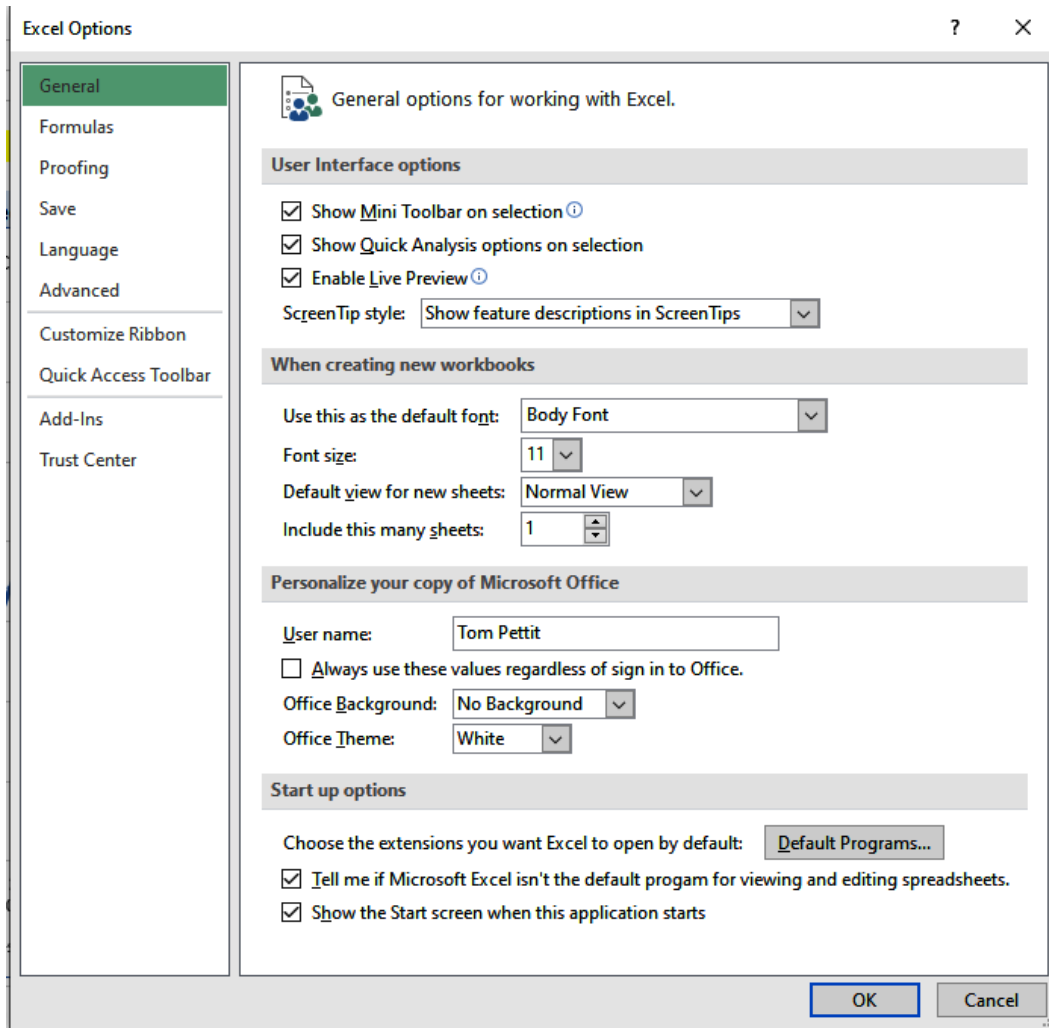 Excel Options
?
General
Formulas
Proofing
Save
Language
Advanced
Customize Ribbon
Quick Access Toolbar
Add-Ins
Trust Center
General options for working with Excel.
User Interface options
Show Mini Toolbar on selection
Show Quick Analysis options on selection
Enable Live Preview
ScreenTip style: Show feature descriptions in ScreenTips
When creating new workbooks
Use this as the default font: Body Font
Font size: 11
Default view for new sheets: Normal View
Include this many sheets: 1
Personalize your copy of Microsoft Office
User name: Tom Pettit
Always use these values regardless of sign in to Office.
Office Background: No Background
Office Theme: White
Start up options
Choose the extensions you want Excel to open by default: Default Programs...
Tell me if Microsoft Excel isn't the default progam for viewing and editing spreadsheets.
Show the Start screen when this application starts
OK Cancel